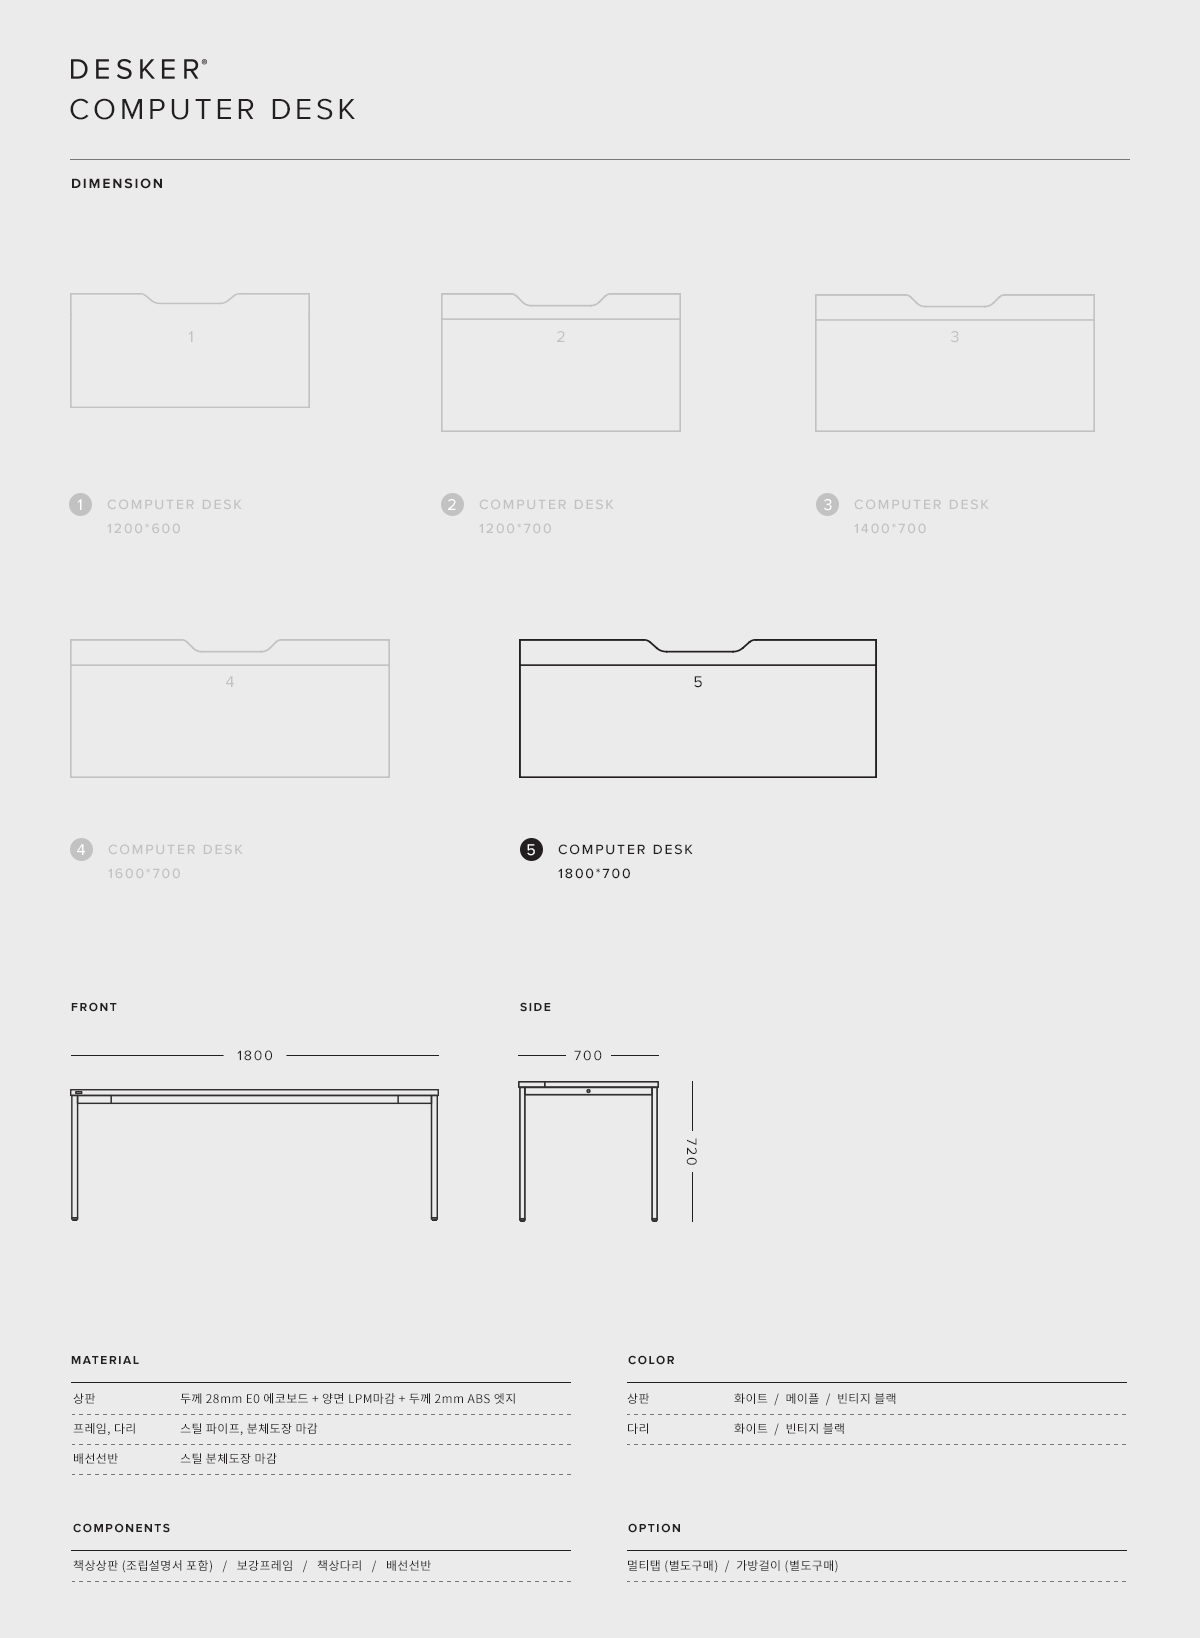 DESKER®
COMPUTER DESK
DIMENSION
1
2
3
1 COMPUTER DESK
1200*600
2 COMPUTER DESK
1200*700
3 COMPUTER DESK
1400*700
4
5
4 COMPUTER DESK
1600*700
5 COMPUTER DESK
1800*700
FRONT
SIDE
1800
700
720
MATERIAL
상판 두께 28mm E0 에코보드 + 양면 LPM마감 + 두께 2mm ABS 엣지
프레임, 다리 스틸 파이프, 분체도장 마감
배선선반 스틸 분체도장 마감
COLOR
상판 화이트 / 메이플 / 빈티지 블랙
다리 화이트 / 빈티지 블랙
COMPONENTS
책상상판 (조립설명서 포함) / 보강프레임 / 책상다리 / 배선선반
OPTION
멀티탭 (별도구매) / 가방걸이 (별도구매)